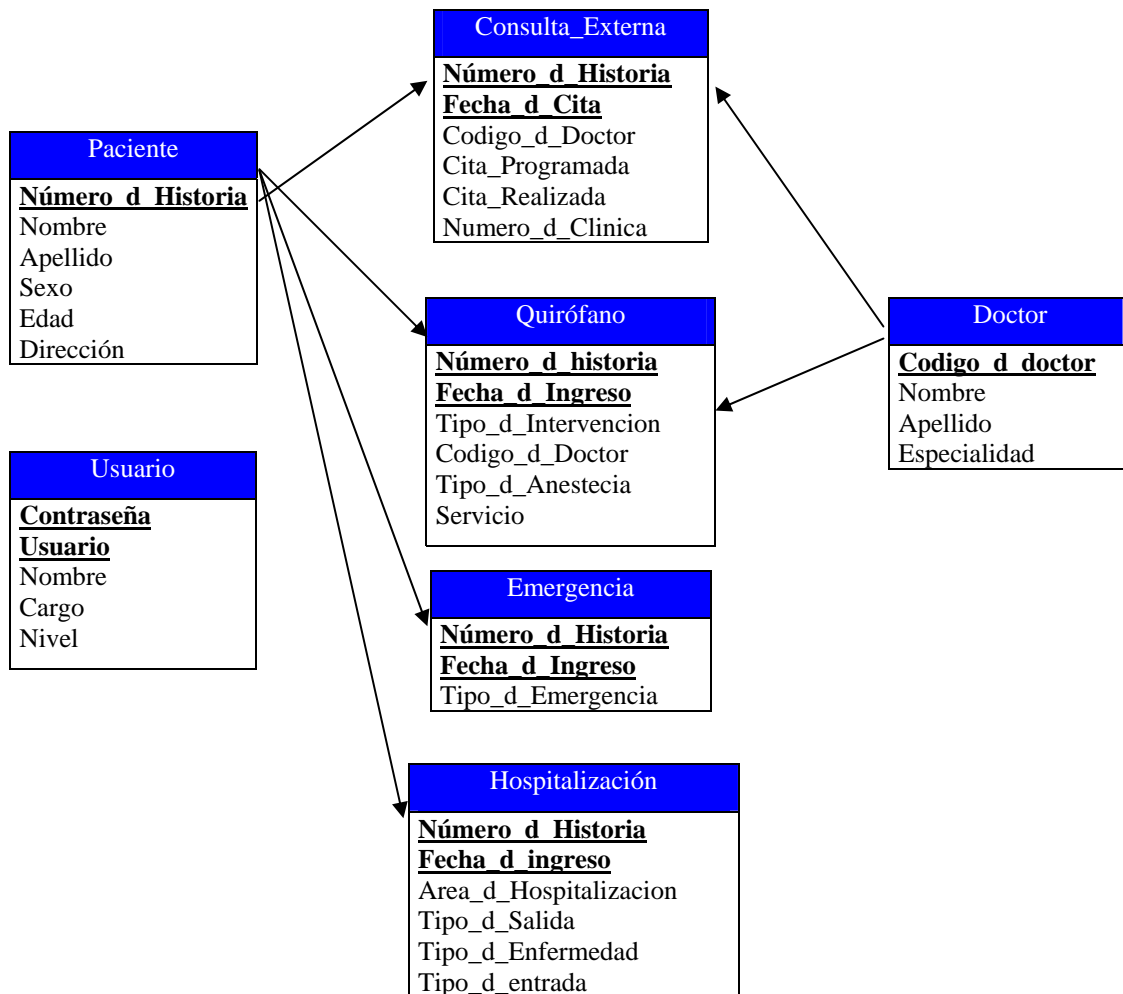 Consulta_Externa
Número_d_Historia
Fecha_d_Cita
Codigo_d_Doctor
Cita_Programada
Cita_Realizada
Numero_d_Clinica
Paciente
Número_d_Historia
Nombre
Apellido
Sexo
Edad
Dirección
Quirófano
Número_d_historia
Fecha_d_Ingreso
Tipo_d_Intervencion
Codigo_d_Doctor
Tipo_d_Anestecia
Servicio
Doctor
Codigo_d_doctor
Nombre
Apellido
Especialidad
Usuario
Contraseña
Usuario
Nombre
Cargo
Nivel
Emergencia
Número_d_Historia
Fecha_d_Ingreso
Tipo_d_Emergencia
Hospitalización
Número_d_Historia
Fecha_d_ingreso
Area_d_Hospitalizacion
Tipo_d_Salida
Tipo_d_Enfermedad
Tipo_d_entrada